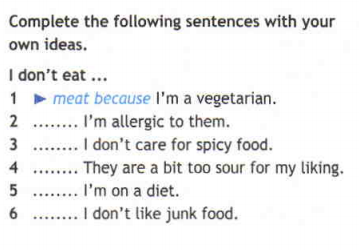 Complete the following sentences with your
own ideas.
I don't eat ...
1 ► meat because I'm a vegetarian.
2 ........ I'm allergic to them.
3 ........ I don't care for spicy food.
4 ........ They are a bit too sour for my liking.
5 ........ I'm on a diet.
6 ........ I don't like junk food.